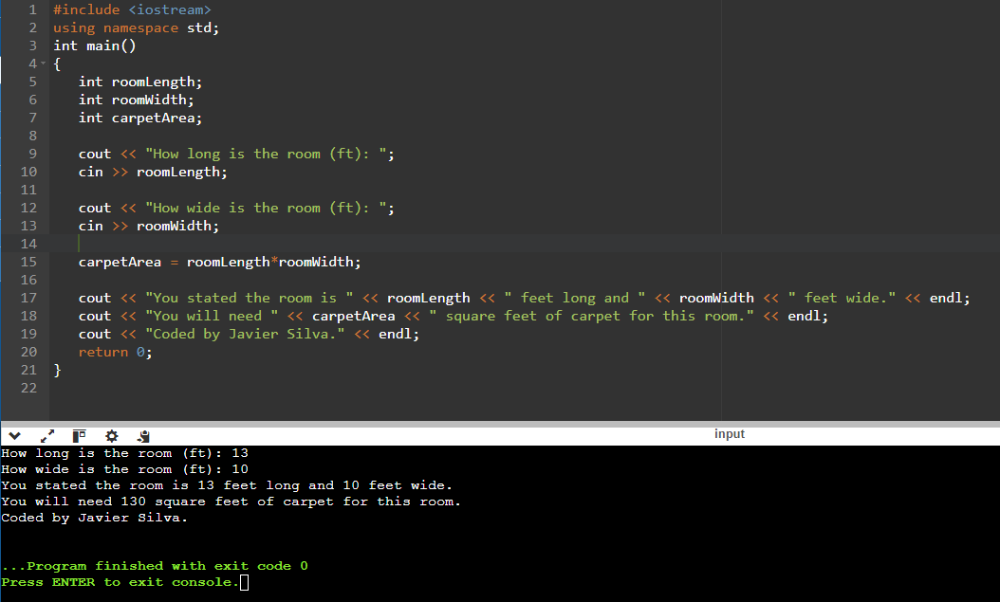 1 #include <iostream>
2 using namespace std;
3 int main()
4 {
5 int roomLength;
6 int roomWidth;
7 int carpetArea;
8
9 cout << "How long is the room (ft): ";
10 cin >> roomLength;
11
12 cout << "How wide is the room (ft): ";
13 cin >> roomWidth;
14
15 carpetArea = roomLength*roomWidth;
16
17 cout << "You stated the room is " << roomLength << " feet long and " << roomWidth << " feet wide." << endl;
18 cout << "You will need " << carpetArea << " square feet of carpet for this room." << endl;
19 cout << "Coded by Javier Silva." << endl;
20 return 0;
21 }
22
input
How long is the room (ft): 13
How wide is the room (ft): 10
You stated the room is 13 feet long and 10 feet wide.
You will need 130 square feet of carpet for this room.
Coded by Javier Silva.
...Program finished with exit code 0
Press ENTER to exit console.